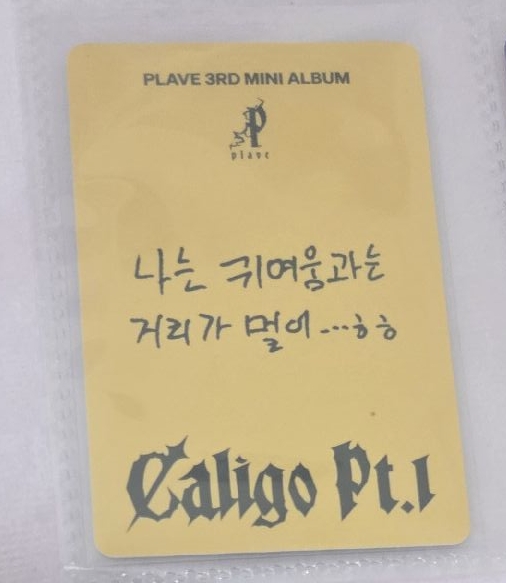 PLAVE 3RD MINI ALBUM
P
plave
나는 귀여움과는
거리가 멀어...ㅎㅎ
Caligo Pt.1